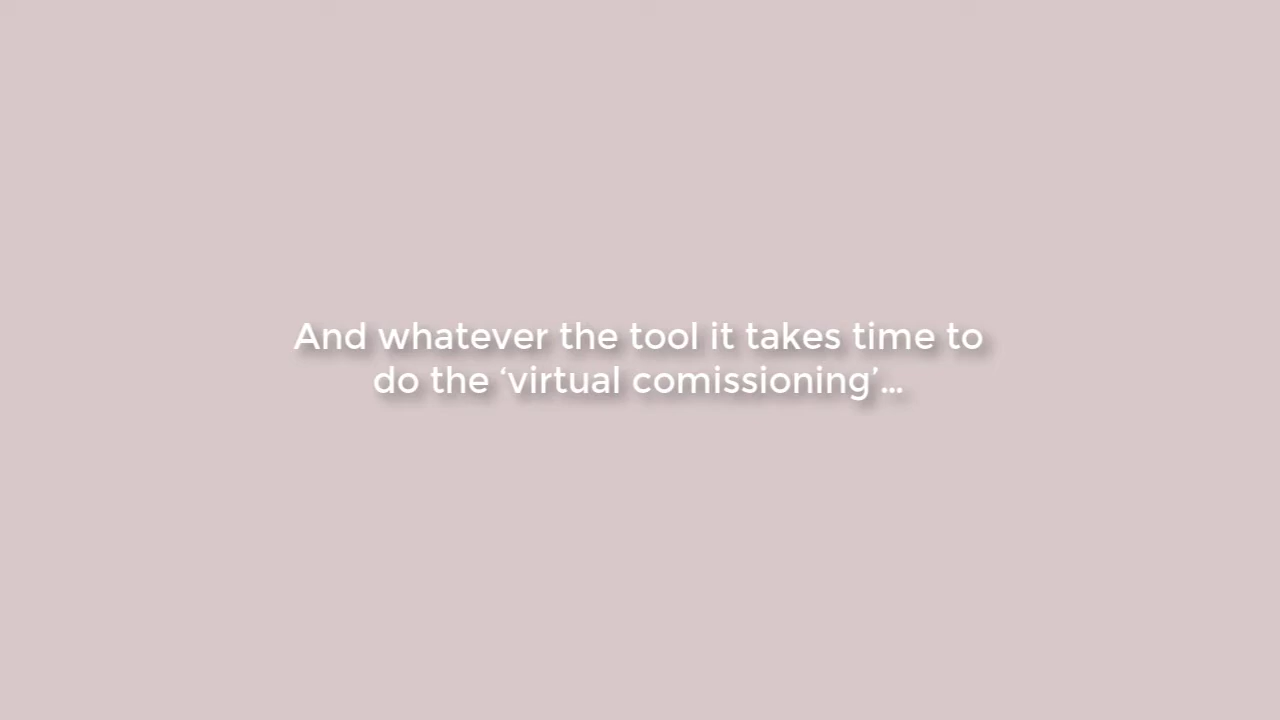 And whatever the tool it takes time to
do the ‘virtual comissioning’...